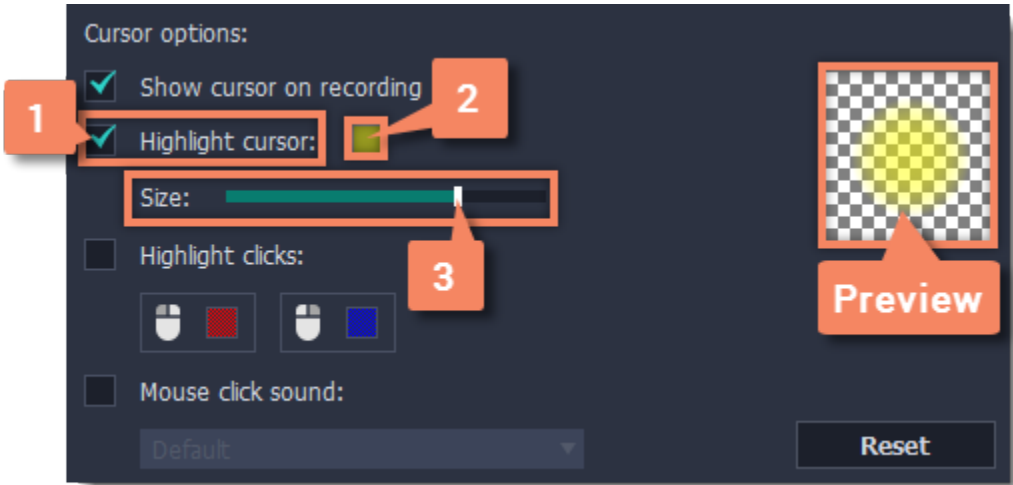 Cursor options:
Show cursor on recording
2
1
Highlight cursor:
Size:
3
Highlight clicks:
Preview
Mouse click sound:
Default
Reset